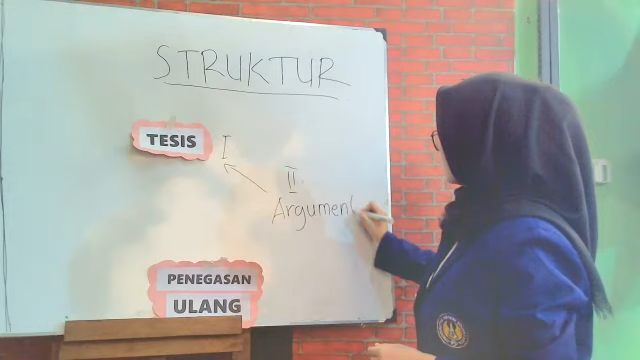 STRUKTUR
TESIS I
II.
Argument
PENEGASAN
ULANG